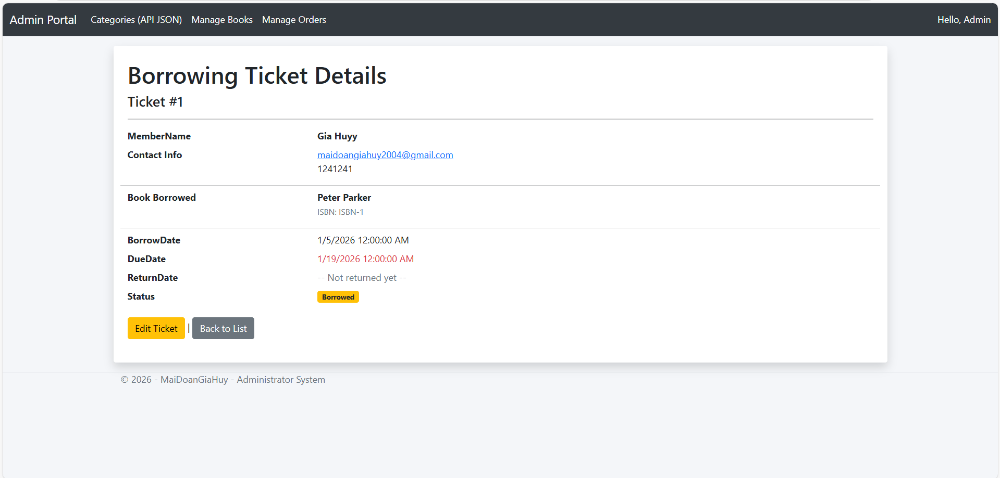 Admin Portal Categories (API JSON) Manage Books Manage Orders Hello, Admin
Borrowing Ticket Details
Ticket #1
MemberName Gia Huyy
Contact Info maidoangiahuy2004@gmail.com
1241241
Book Borrowed Peter Parker
ISBN: ISBN-1
BorrowDate 1/5/2026 12:00:00 AM
DueDate 1/19/2026 12:00:00 AM
ReturnDate -- Not returned yet --
Status Borrowed
Edit Ticket | Back to List
© 2026 - MaiDoanGiaHuy - Administrator System